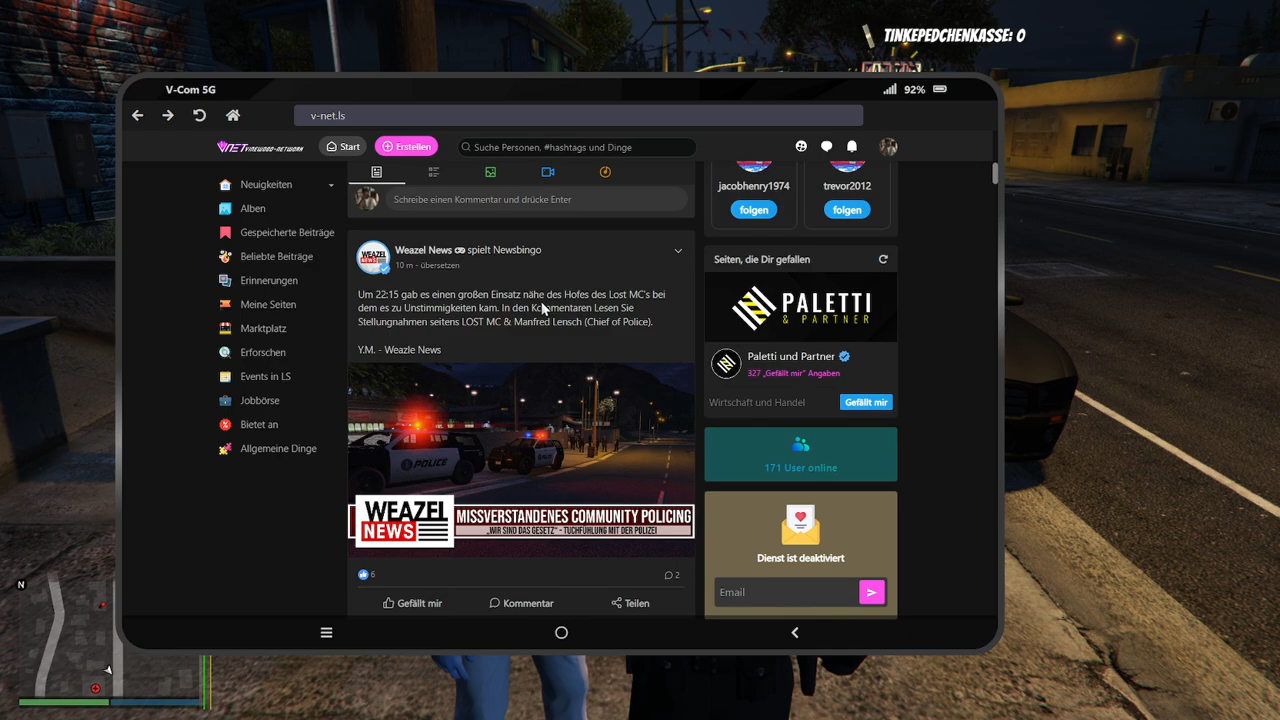 TINKEPEDCHENKASSE: 0
V-Com 5G
92%
v-net.ls
VNET VINEWOOD-NETWORK
Start
Erstellen
Suche Personen, #hashtags und Dinge
Neuigkeiten
Alben
Gespeicherte Beiträge
Beliebte Beiträge
Erinnerungen
Meine Seiten
Marktplatz
Erforschen
Events in LS
Jobbörse
Bietet an
Allgemeine Dinge
Schreibe einen Kommentar und drücke Enter
Weazel News spielt Newsbingo
10 m - übersetzen
Um 22:15 gab es einen großen Einsatz nähe des Hofes des Lost MC's bei
dem es zu Unstimmigkeiten kam. In den Kommentaren Lesen Sie
Stellungnahmen seitens LOST MC & Manfred Lensch (Chief of Police).
Y.M. - Weazle News
POLICE
WEAZEL
NEWS
MISSVERSTANDENES COMMUNITY POLICING
„WIR SIND DAS GESETZ“ - TUCHFÜHLUNG MIT DER POLIZEI
6
2
Gefällt mir
Kommentar
Teilen
jacobhenry1974
trevor2012
folgen
folgen
Seiten, die Dir gefallen
PALETTI
& PARTNER
Paletti und Partner
327 „Gefällt mir" Angaben
Wirtschaft und Handel
Gefällt mir
171 User online
Dienst ist deaktiviert
Email
N